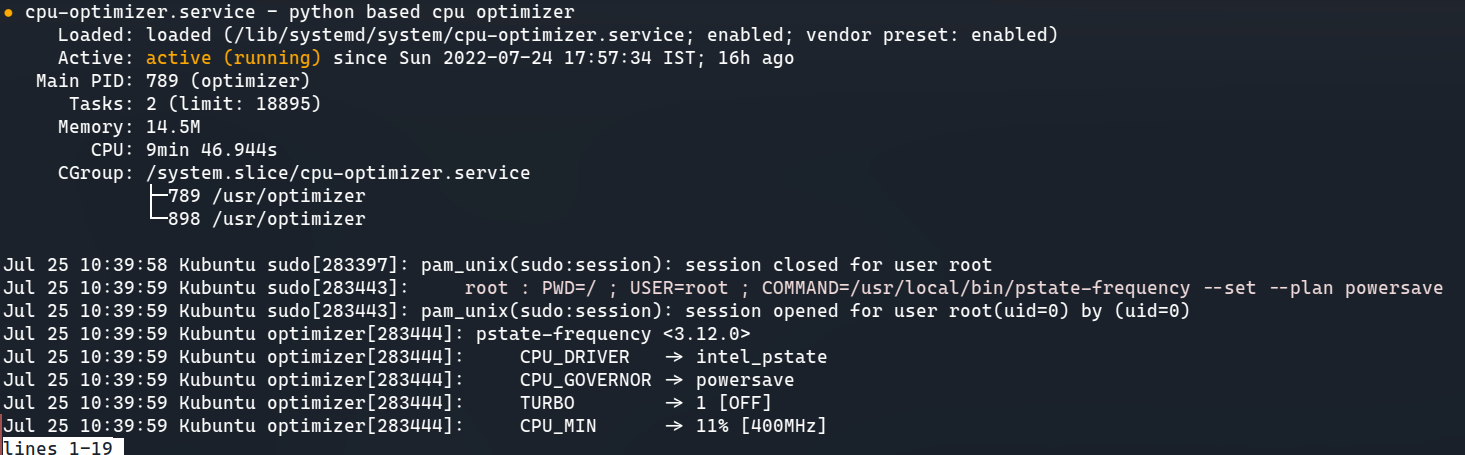 ● cpu-optimizer.service - python based cpu optimizer
     Loaded: loaded (/lib/systemd/system/cpu-optimizer.service; enabled; vendor preset: enabled)
     Active: active (running) since Sun 2022-07-24 17:57:34 IST; 16h ago
   Main PID: 789 (optimizer)
      Tasks: 2 (limit: 18895)
     Memory: 14.5M
        CPU: 9min 46.944s
     CGroup: /system.slice/cpu-optimizer.service
             ├─789 /usr/optimizer
             └─898 /usr/optimizer

Jul 25 10:39:58 Kubuntu sudo[283397]: pam_unix(sudo:session): session closed for user root
Jul 25 10:39:59 Kubuntu sudo[283443]:     root : PWD=/ ; USER=root ; COMMAND=/usr/local/bin/pstate-frequency --set --plan powersave
Jul 25 10:39:59 Kubuntu sudo[283443]: pam_unix(sudo:session): session opened for user root(uid=0) by (uid=0)
Jul 25 10:39:59 Kubuntu optimizer[283444]: pstate-frequency <3.12.0>
Jul 25 10:39:59 Kubuntu optimizer[283444]:     CPU_DRIVER   -> intel_pstate
Jul 25 10:39:59 Kubuntu optimizer[283444]:     CPU_GOVERNOR -> powersave
Jul 25 10:39:59 Kubuntu optimizer[283444]:     TURBO        -> 1 [OFF]
Jul 25 10:39:59 Kubuntu optimizer[283444]:     CPU_MIN      -> 11% [400MHz]
lines 1-19